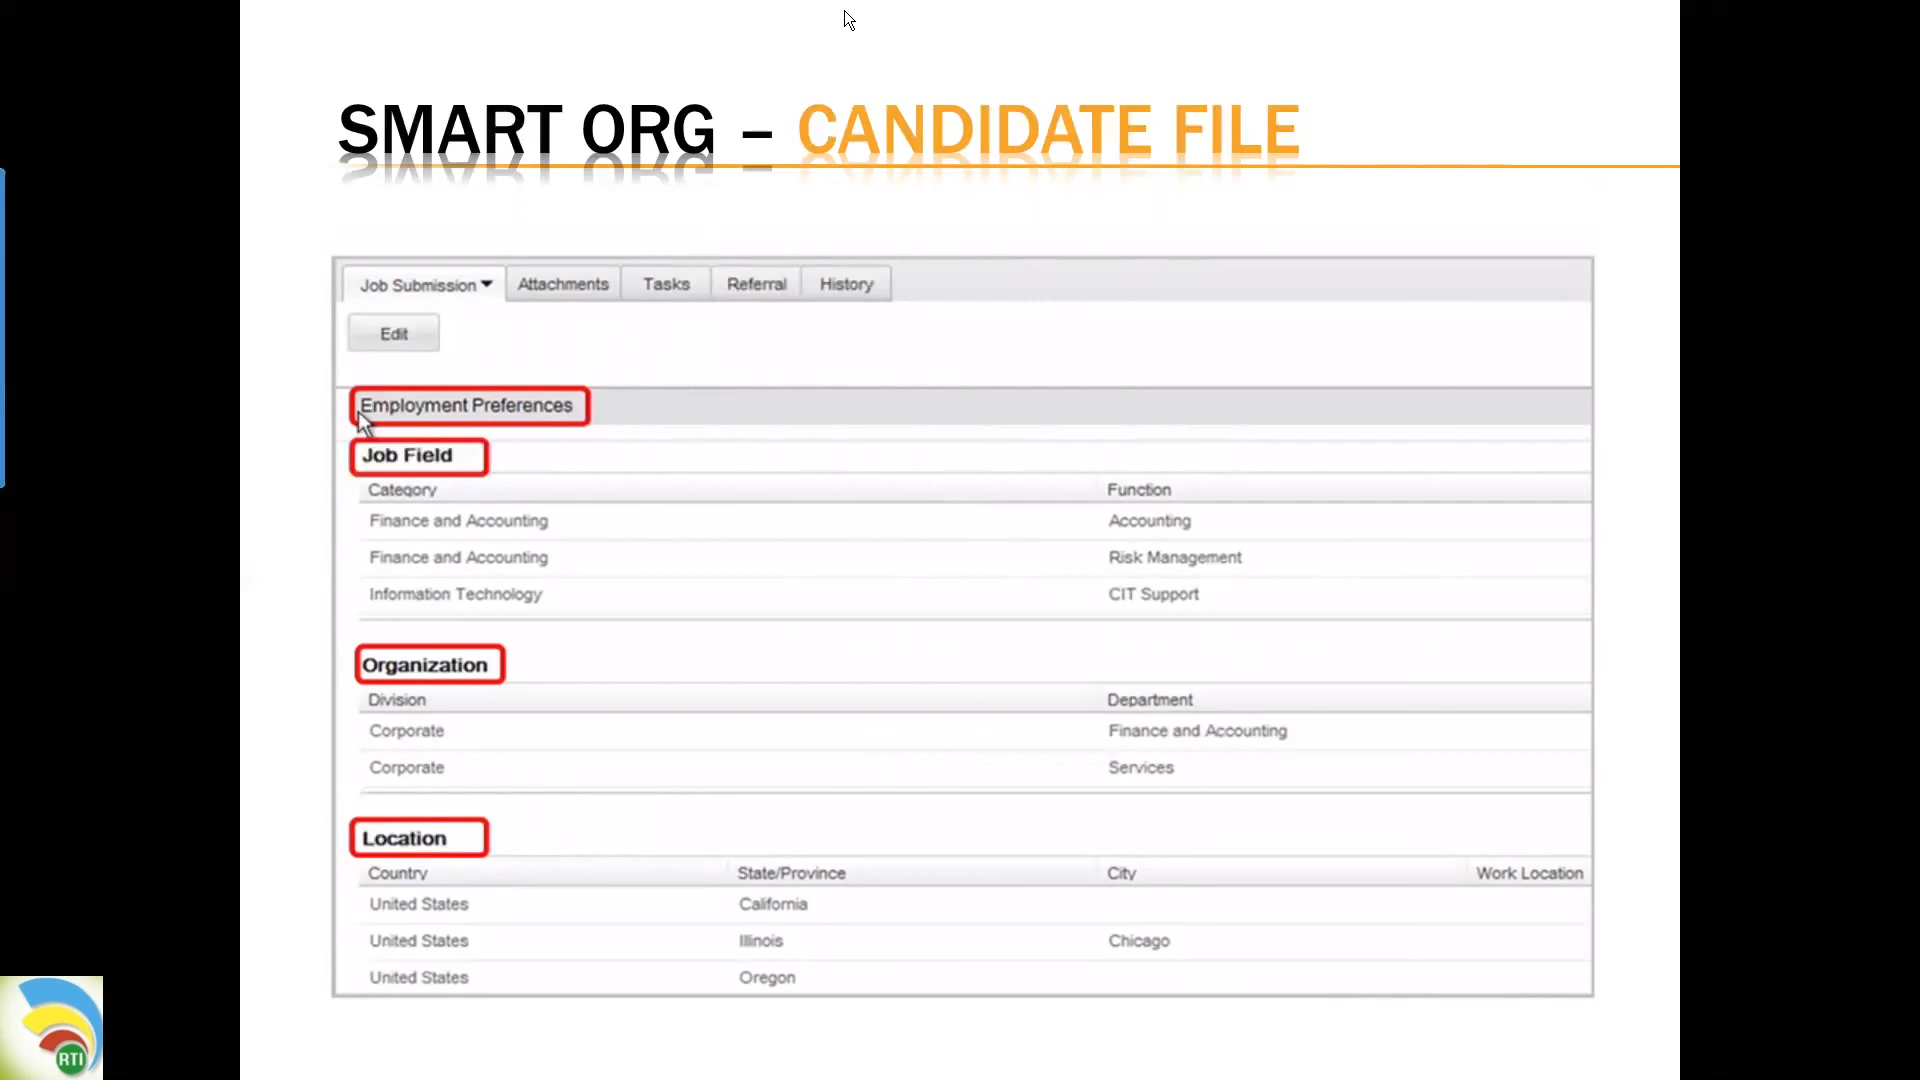 SMART ORG – CANDIDATE FILE
Job Submission Attachments Tasks Referral History
Edit
Employment Preferences
Job Field
Category Function
Finance and Accounting Accounting
Finance and Accounting Risk Management
Information Technology CIT Support
Organization
Division Department
Corporate Finance and Accounting
Corporate Services
Location
Country State/Province City Work Location
United States California
United States Illinois Chicago
United States Oregon
RTI